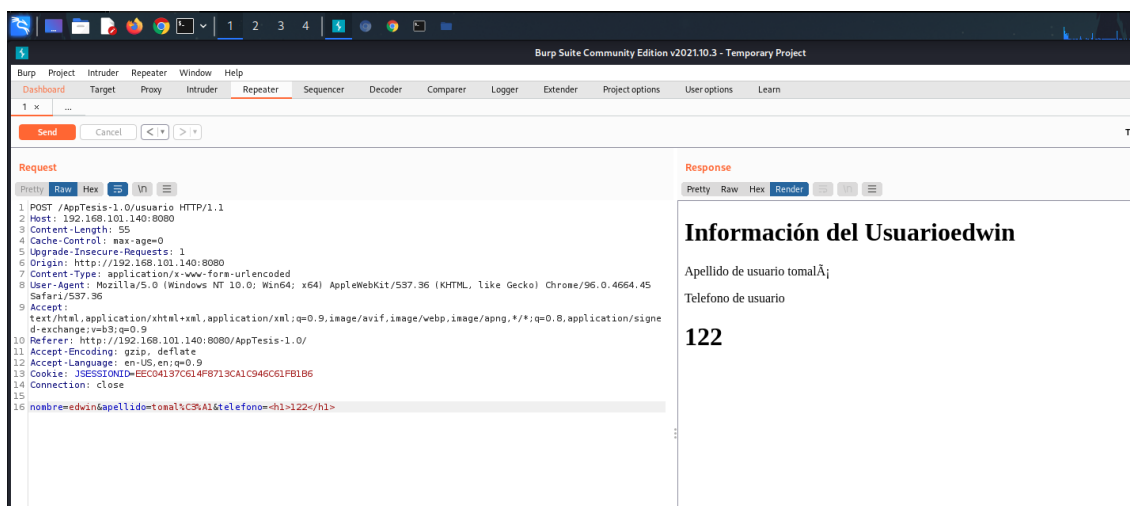 1 2 3 4
Burp Suite Community Edition v2021.10.3 - Temporary Project
Burp Project Intruder Repeater Window Help
Dashboard Target Proxy Intruder Repeater Sequencer Decoder Comparer Logger Extender Project options User options Learn
1 × ...
Send Cancel < > T
Request
Pretty Raw Hex \n
1 POST /AppTesis-1.0/usuario HTTP/1.1
2 Host: 192.168.101.140:8080
3 Content-Length: 55
4 Cache-Control: max-age=0
5 Upgrade-Insecure-Requests: 1
6 Origin: http://192.168.101.140:8080
7 Content-Type: application/x-www-form-urlencoded
8 User-Agent: Mozilla/5.0 (Windows NT 10.0; Win64; x64) AppleWebKit/537.36 (KHTML, like Gecko) Chrome/96.0.4664.45
Safari/537.36
9 Accept:
text/html,application/xhtml+xml,application/xml;q=0.9,image/avif,image/webp,image/apng,*/*;q=0.8,application/signe
d-exchange;v=b3;q=0.9
10 Referer: http://192.168.101.140:8080/AppTesis-1.0/
11 Accept-Encoding: gzip, deflate
12 Accept-Language: en-US,en;q=0.9
13 Cookie: JSESSIONID=EEC04137C614F8713CA1C946C61FB1B6
14 Connection: close
15
16 nombre=edwin&apellido=tomal%C3%A1&telefono=<h1>122</h1>
Response
Pretty Raw Hex Render \n
Información del Usuarioedwin
Apellido de usuario tomalÃ¡
Telefono de usuario
122